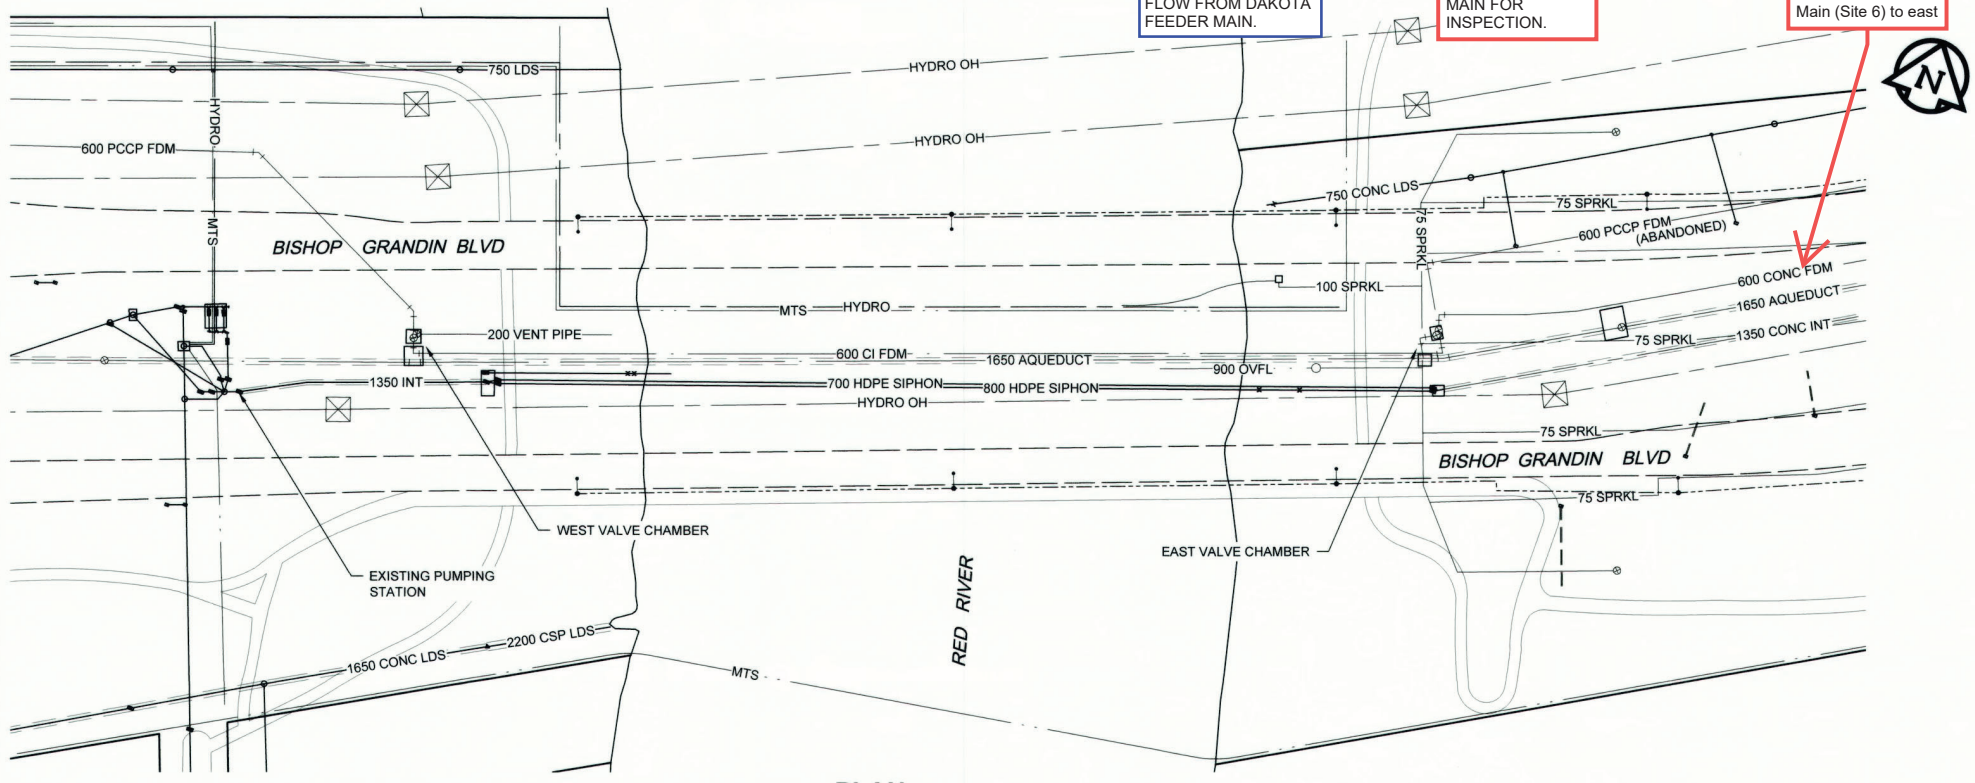 FLOW FROM DAKOTA
FEEDER MAIN.
MAIN FOR
INSPECTION.
Main (Site 6) to east
N
750 LDS
HYDRO OH
HYDRO
600 PCCP FDM
HYDRO OH
750 CONC LDS
75 SPRKL
75 SPRKL
600 PCCP FDM
(ABANDONED)
MTS
BISHOP GRANDIN BLVD
600 CONC FDM
100 SPRKL
1650 AQUEDUCT
MTS
HYDRO
1350 CONC INT
200 VENT PIPE
75 SPRKL
600 CI FDM
1650 AQUEDUCT
900 OVFL
1350 INT
700 HDPE SIPHON
800 HDPE SIPHON
HYDRO OH
75 SPRKL
BISHOP GRANDIN BLVD
75 SPRKL
WEST VALVE CHAMBER
EAST VALVE CHAMBER
EXISTING PUMPING
STATION
RED RIVER
2200 CSP LDS
1650 CONC LDS
MTS